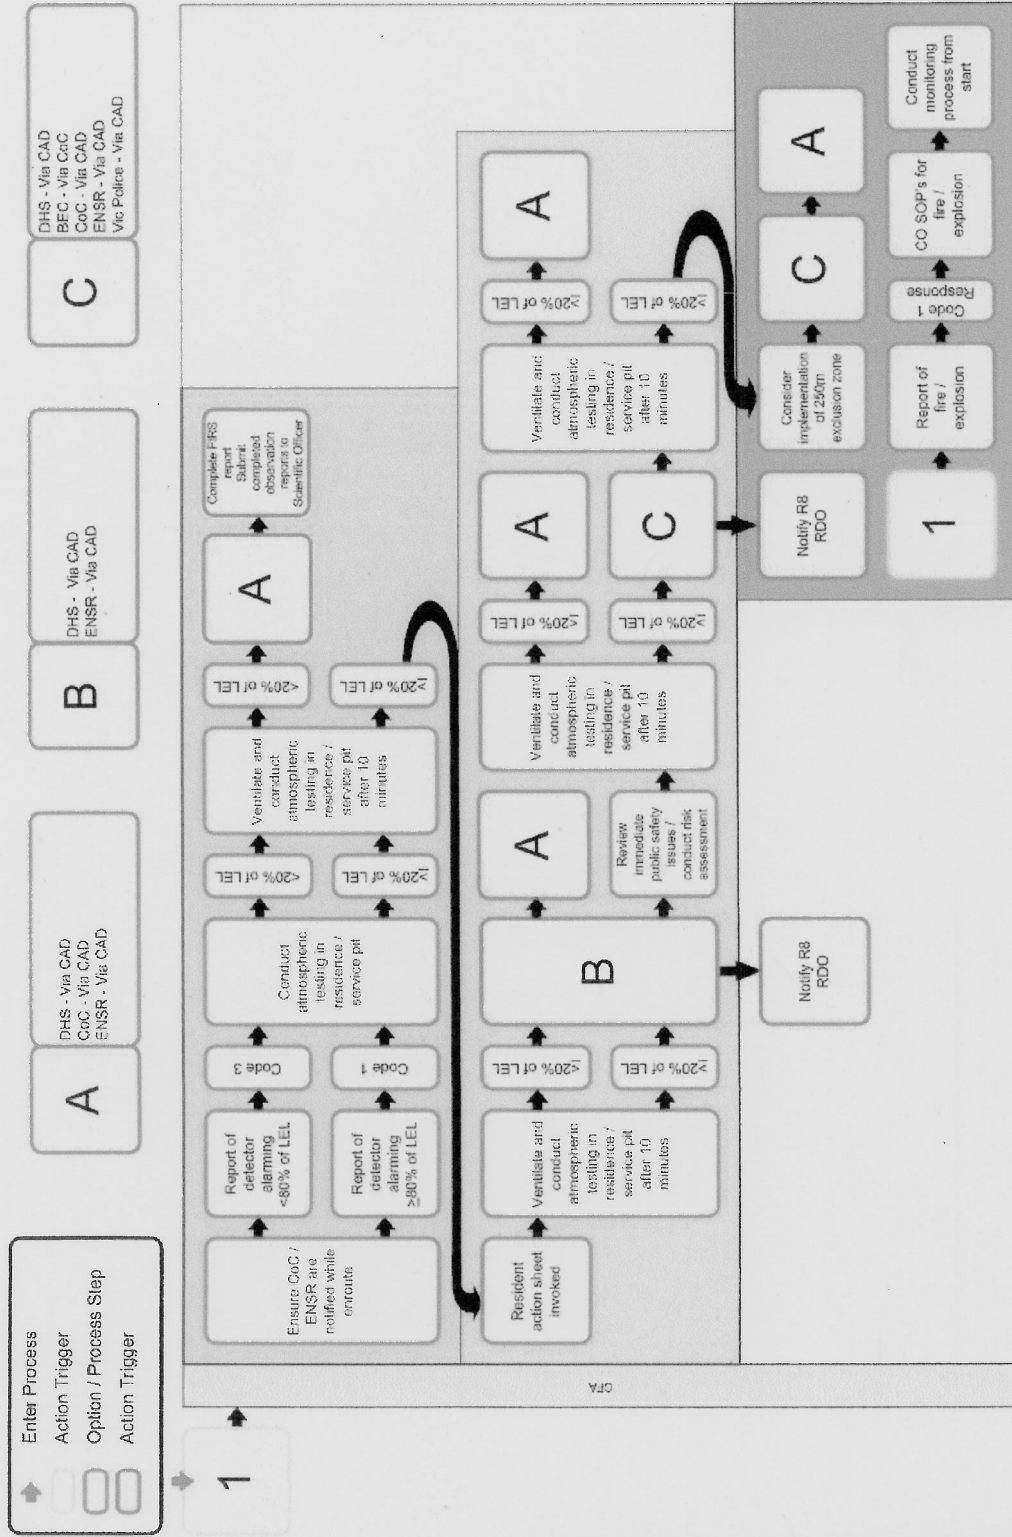 Enter Process
Action Trigger
Option / Process Step
Action Trigger
A
DHS - Via CAD
CoC - Via CAD
ENSR - Via CAD
B
DHS - Via CAD
ENSR - Via CAD
C
DHS - Via CAD
BEC - Via CoC
CoC - Via CAD
ENSR - Via CAD
Vic Police - Via CAD
1
CFA
Ensure CoC /
ENSR are
notified while
enroute
Report of
detector
alarming
<80% of LEL
Code 3
Report of
detector
alarming
≥80% of LEL
Code 1
Conduct
atmospheric
testing in
residence /
service pit
<20% of LEL
≥20% of LEL
Ventilate and
conduct
atmospheric
testing in
residence /
service pit
after 10
minutes
<20% of LEL
≥20% of LEL
A
Complete FIRS
report
Submit
completed
observation
reports to
Scientific Officer
Resident
action sheet
invoked
Ventilate and
conduct
atmospheric
testing in
residence /
service pit
after 10
minutes
≤20% of LEL
≥20% of LEL
B
A
Review
immediate
public safety
issues /
conduct risk
assessment
Ventilate and
conduct
atmospheric
testing in
residence /
service pit
after 10
minutes
≤20% of LEL
≥20% of LEL
A
C
Ventilate and
conduct
atmospheric
testing in
residence /
service pit
after 10
minutes
≥20% of LEL
≥20% of LEL
A
Notify R8
RDO
Notify R8
RDO
Consider
implementation
of 250m
exclusion zone
C
A
1
Report of
fire /
explosion
Code 1
Response
CO SOP's for
fire /
explosion
Conduct
monitoring
process from
start